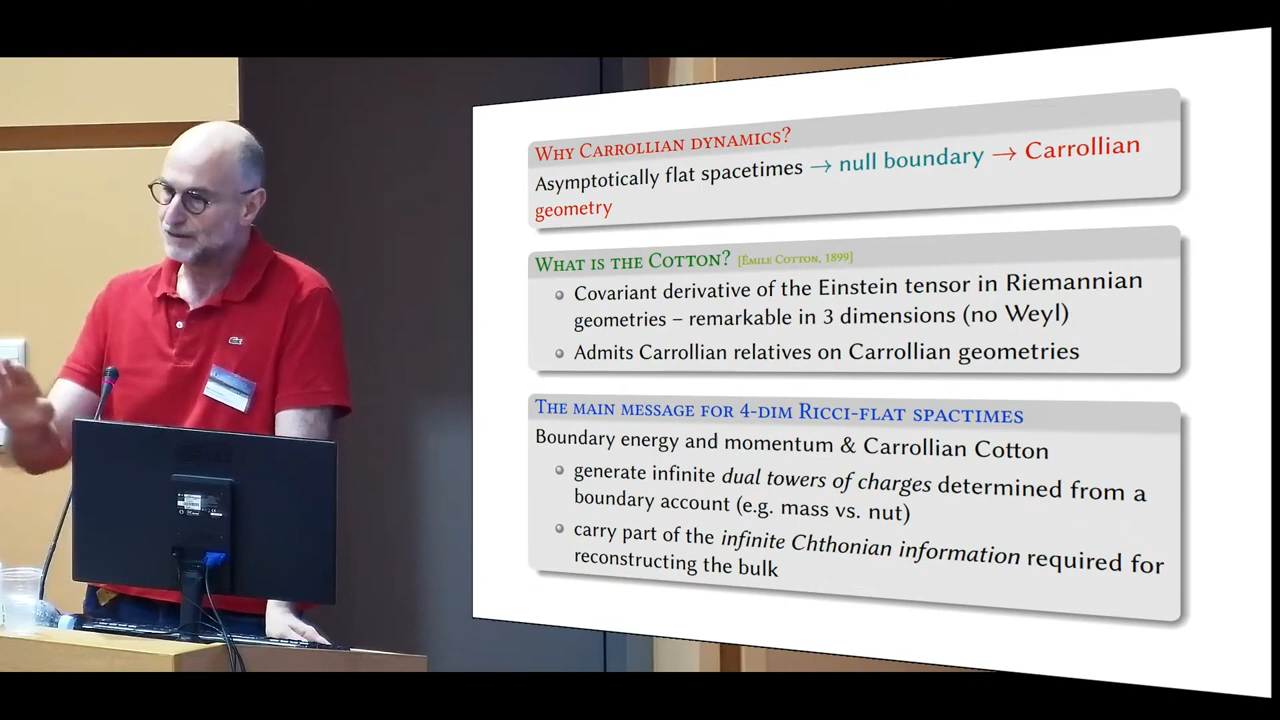 WHY CARROLLIAN DYNAMICS?
Asymptotically flat spacetimes → null boundary → Carrollian
geometry
WHAT IS THE COTTON? [ÉMILE COTTON, 1899]
Covariant derivative of the Einstein tensor in Riemannian
geometries – remarkable in 3 dimensions (no Weyl)
Admits Carrollian relatives on Carrollian geometries
THE MAIN MESSAGE FOR 4-DIM RICCI-FLAT SPACTIMES
Boundary energy and momentum & Carrollian Cotton
generate infinite dual towers of charges determined from a
boundary account (e.g. mass vs. nut)
carry part of the infinite Chthonian information required for
reconstructing the bulk